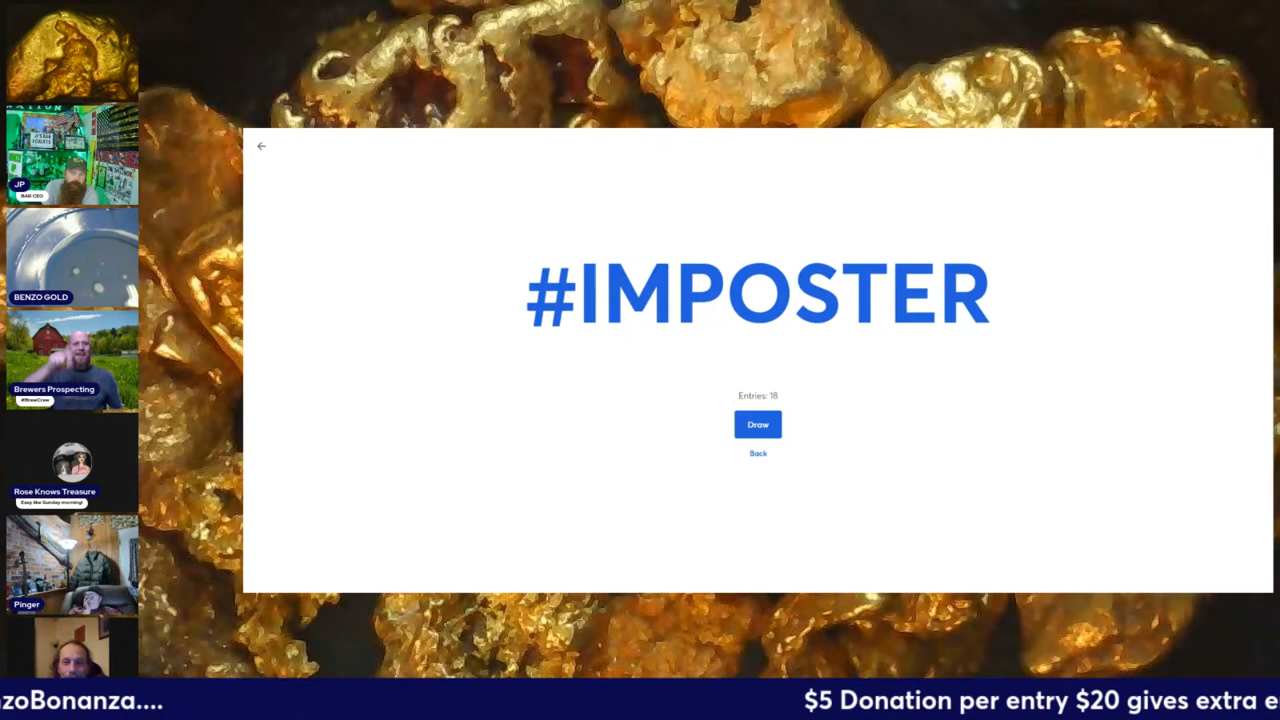 JP
BAR CEO
BENZO GOLD
Brewers Prospecting
#BrewCrew
Rose Knows Treasure
Easy like Sunday morning!
Pinger
#IMPOSTER
Entries: 18
Draw
Back
zoBonanza.... $5 Donation per entry $20 gives extra e